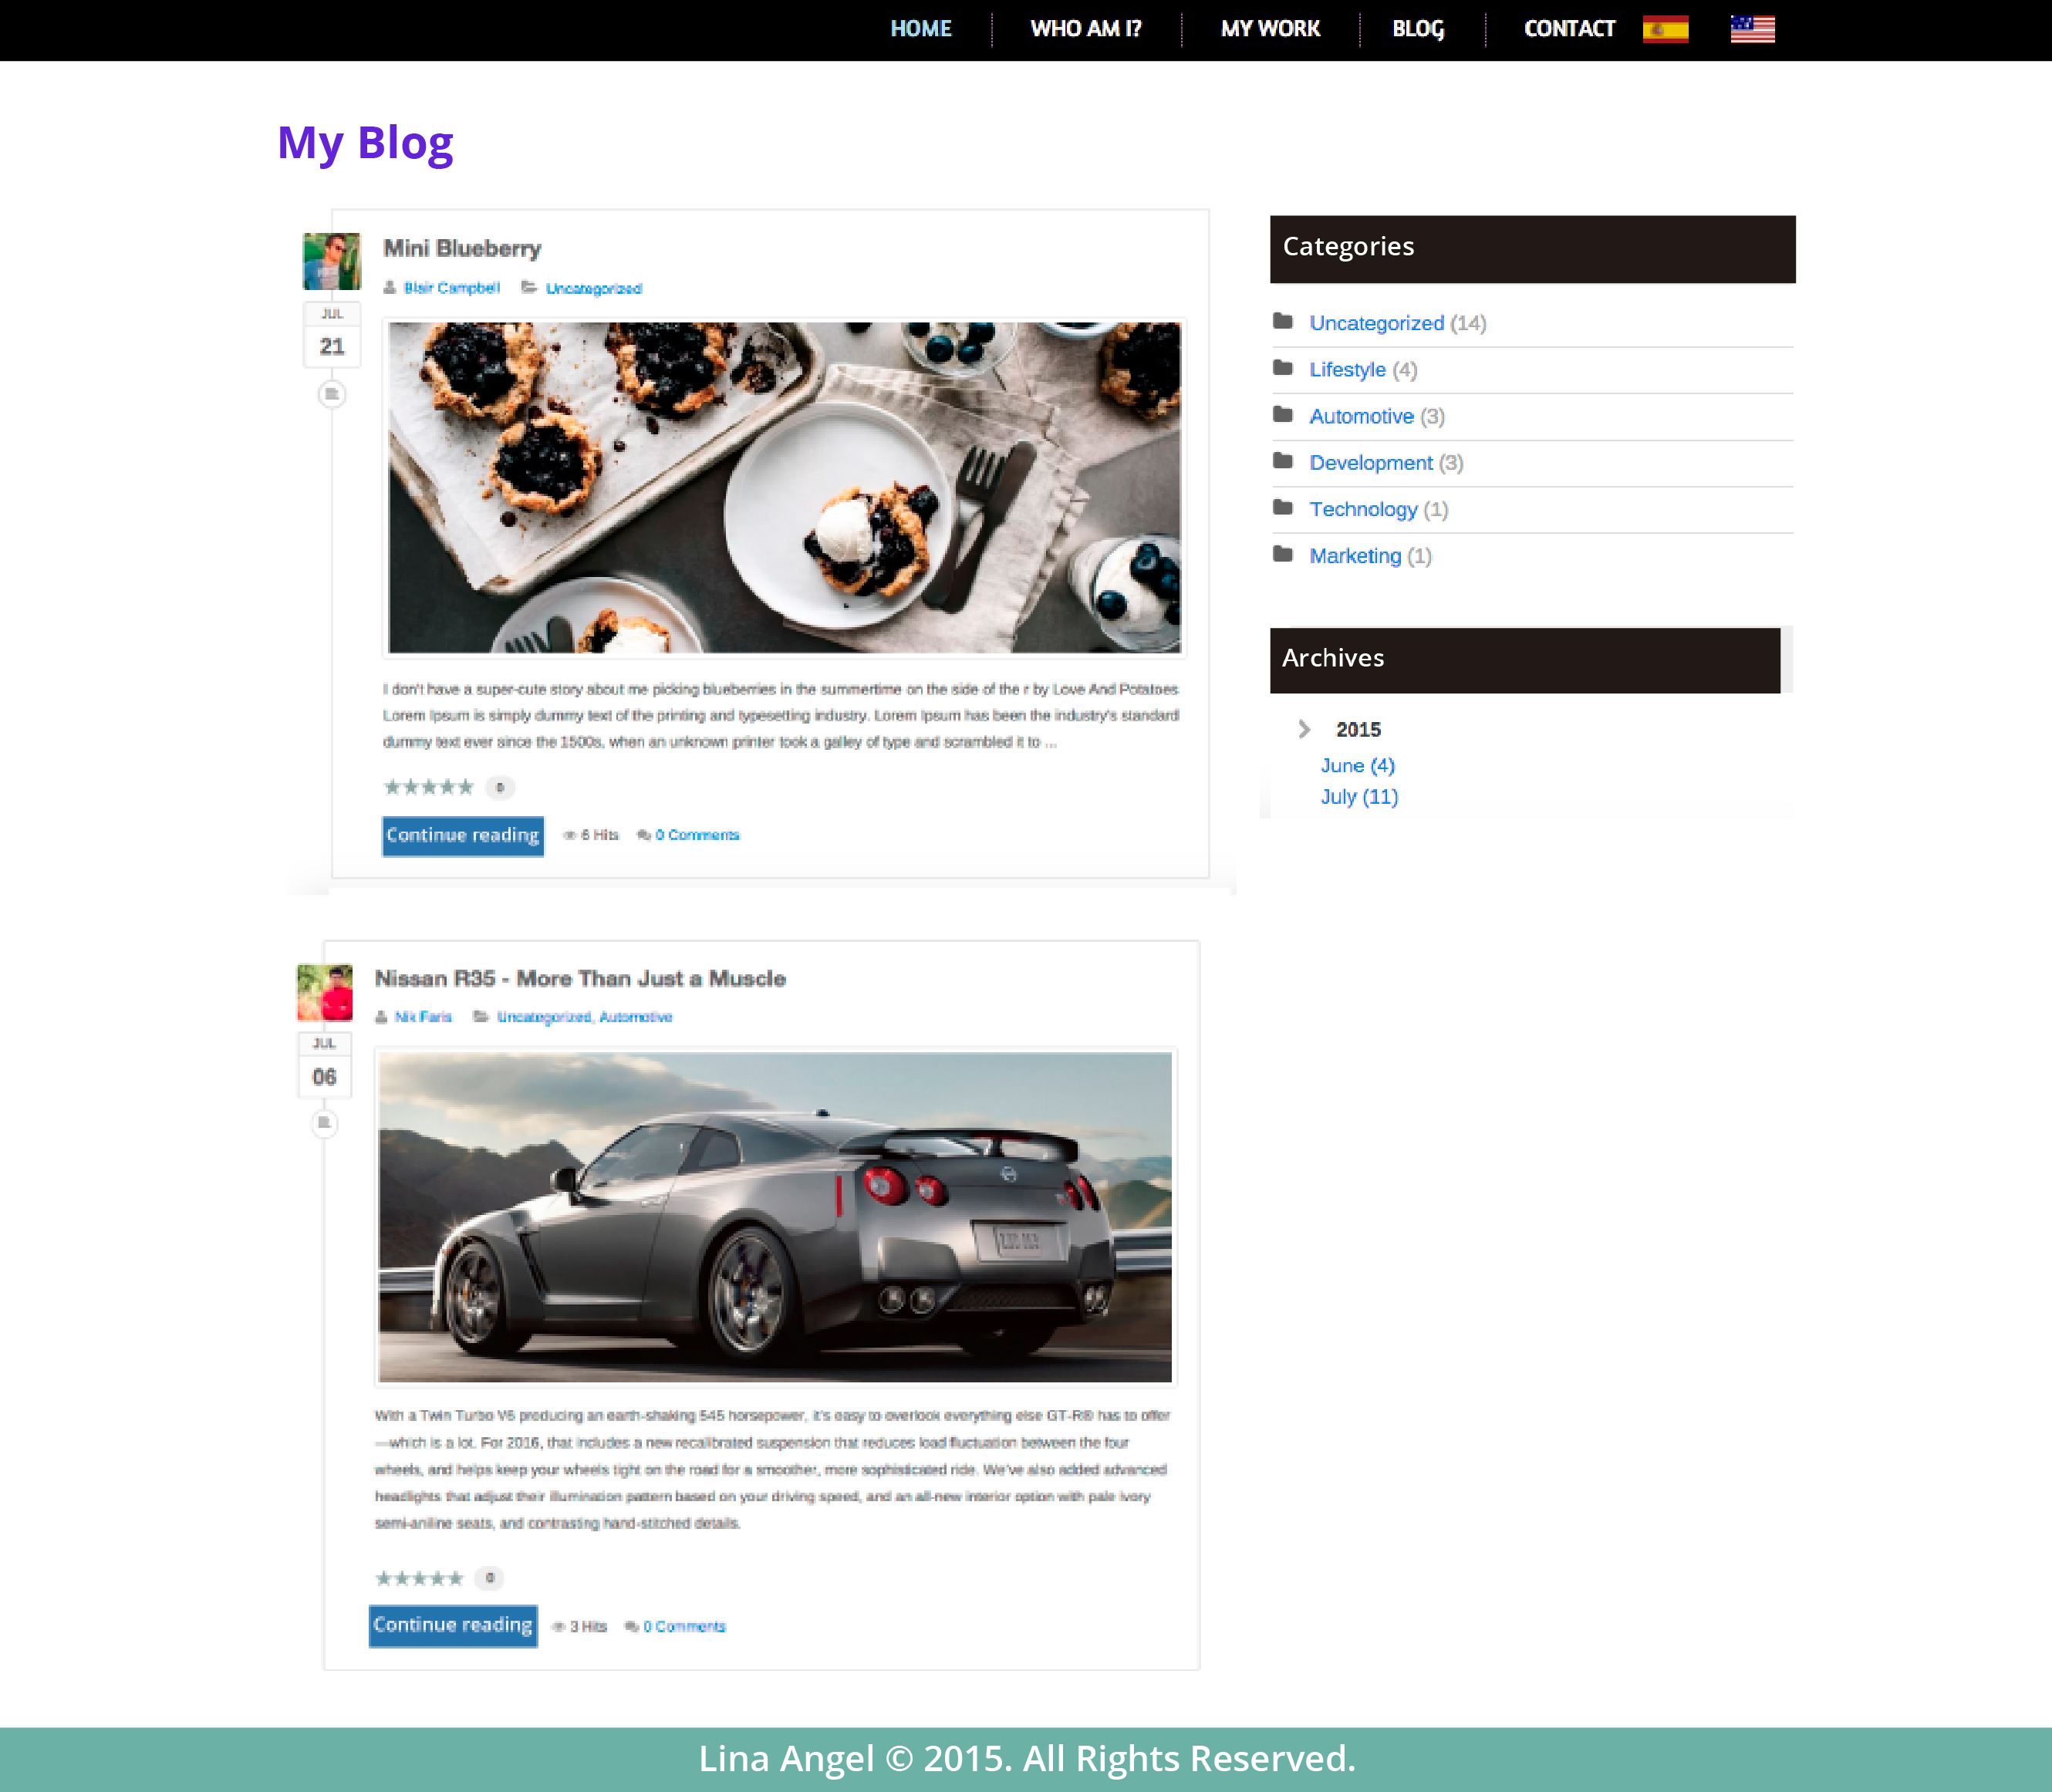 HOME WHO AM I? MY WORK BLOG CONTACT
My Blog
Mini Blueberry
Blair Campbell Uncategorized
JUL
21
I don't have a super-cute story about me picking blueberries in the summertime on the side of the r by Love And Potatoes
Lorem Ipsum is simply dummy text of the printing and typesetting industry. Lorem Ipsum has been the industry's standard
dummy text ever since the 1500s, when an unknown printer took a galley of type and scrambled it to ...
0
Continue reading 6 Hits 0 Comments
Categories
Uncategorized (14)
Lifestyle (4)
Automotive (3)
Development (3)
Technology (1)
Marketing (1)
Archives
2015
June (4)
July (11)
Nissan R35 - More Than Just a Muscle
Nik Faris Uncategorized, Automotive
JUL
06
With a Twin Turbo V6 producing an earth-shaking 545 horsepower, it's easy to overlook everything else GT-R® has to offer
—which is a lot. For 2016, that includes a new recalibrated suspension that reduces load fluctuation between the four
wheels, and helps keep your wheels tight on the road for a smoother, more sophisticated ride. We've also added advanced
headlights that adjust their illumination pattern based on your driving speed, and an all-new interior option with pale ivory
semi-aniline seats, and contrasting hand-stitched details.
0
Continue reading 3 Hits 0 Comments
Lina Angel © 2015. All Rights Reserved.